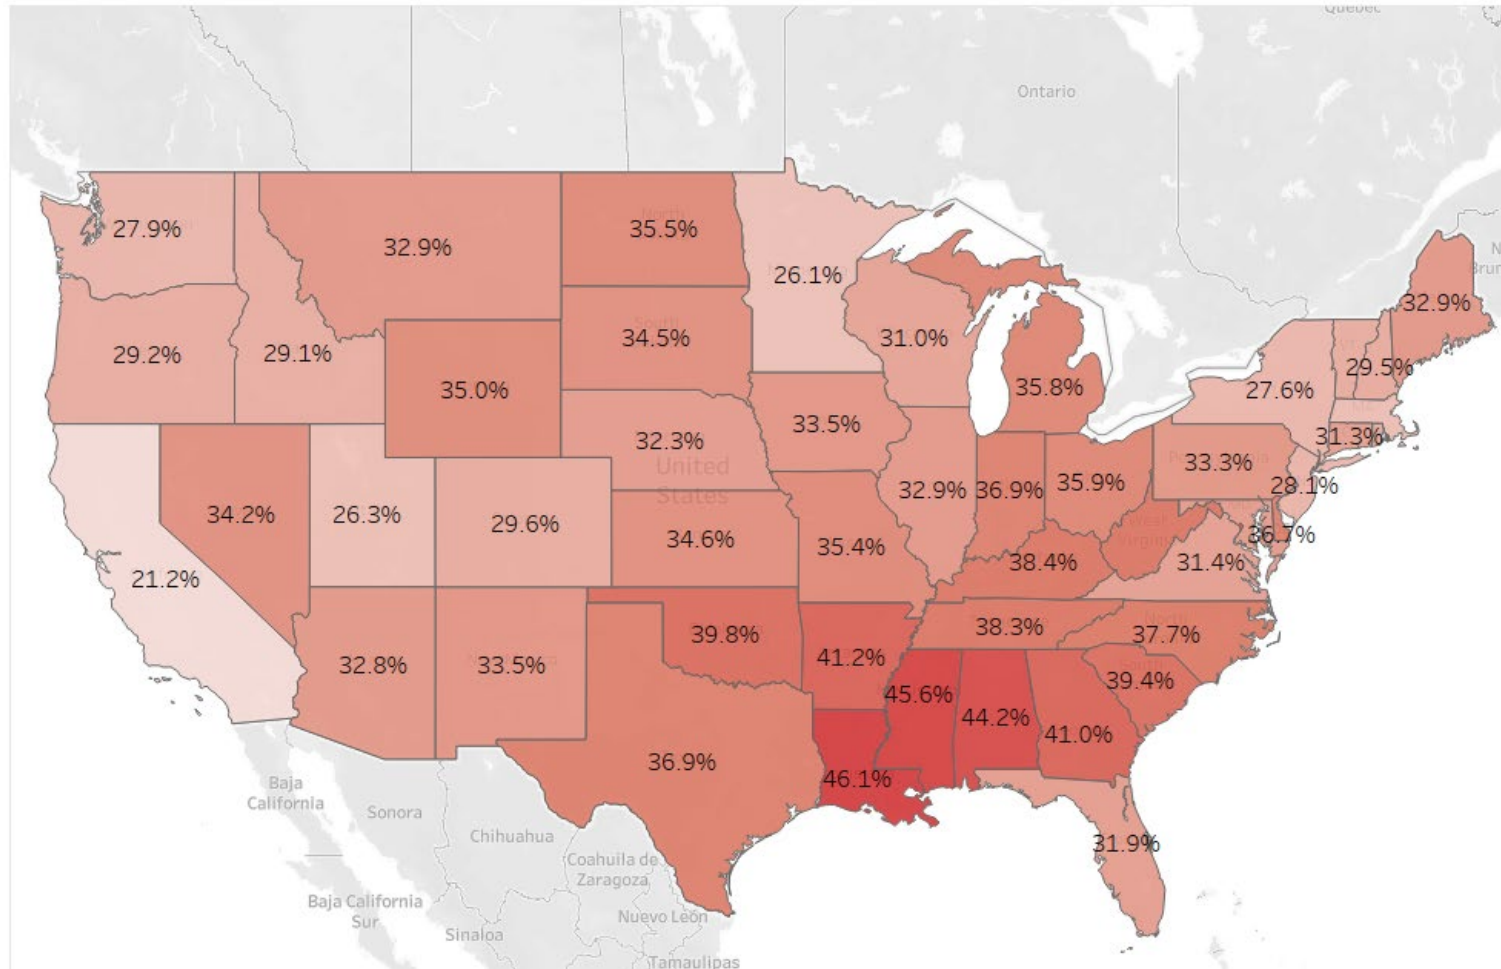 Quebec
Ontario
27.9%
32.9%
35.5%
26.1%
32.9%
29.2%
29.1%
35.0%
34.5%
31.0%
35.8%
27.6%
29.5%
33.5%
31.3%
32.3%
United
States
34.2%
26.3%
29.6%
34.6%
35.4%
32.9%
36.9%
35.9%
33.3%
28.1%
36.7%
West
Virginia
21.2%
38.4%
31.4%
32.8%
33.5%
39.8%
41.2%
38.3%
37.7%
39.4%
36.9%
45.6%
44.2%
41.0%
46.1%
31.9%
Baja
California
Sonora
Chihuahua
Coahuila de
Zaragoza
Baja California
Sur
Nuevo León
Sinaloa
Tamaulipas